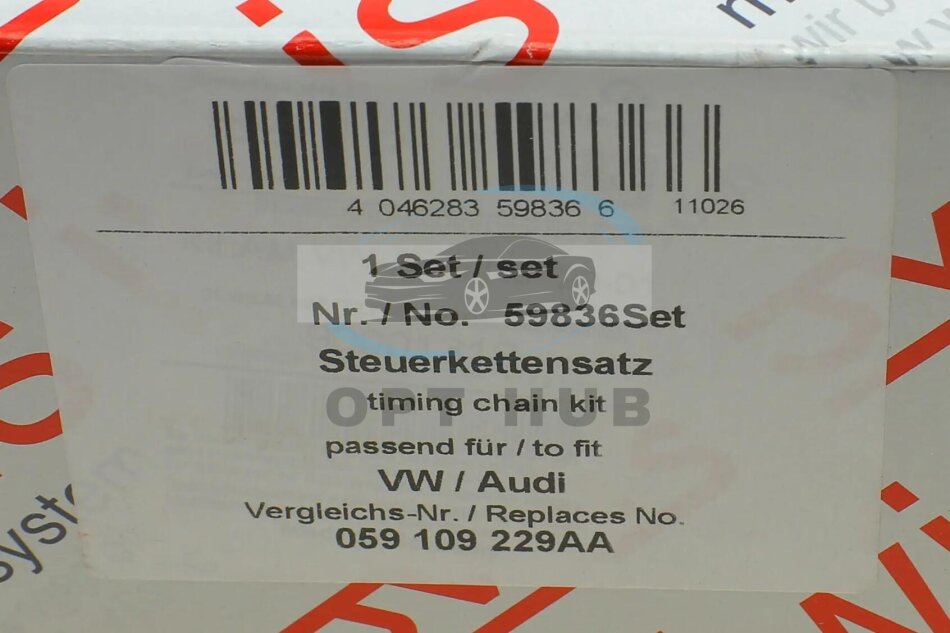 wir b
4 046283 59836 6 11026
1 Set / set
Nr. / No. 59836Set
Steuerkettensatz
timing chain kit
OPT HUB
passend für / to fit
VW / Audi
Vergleichs-Nr. / Replaces No.
059 109 229AA